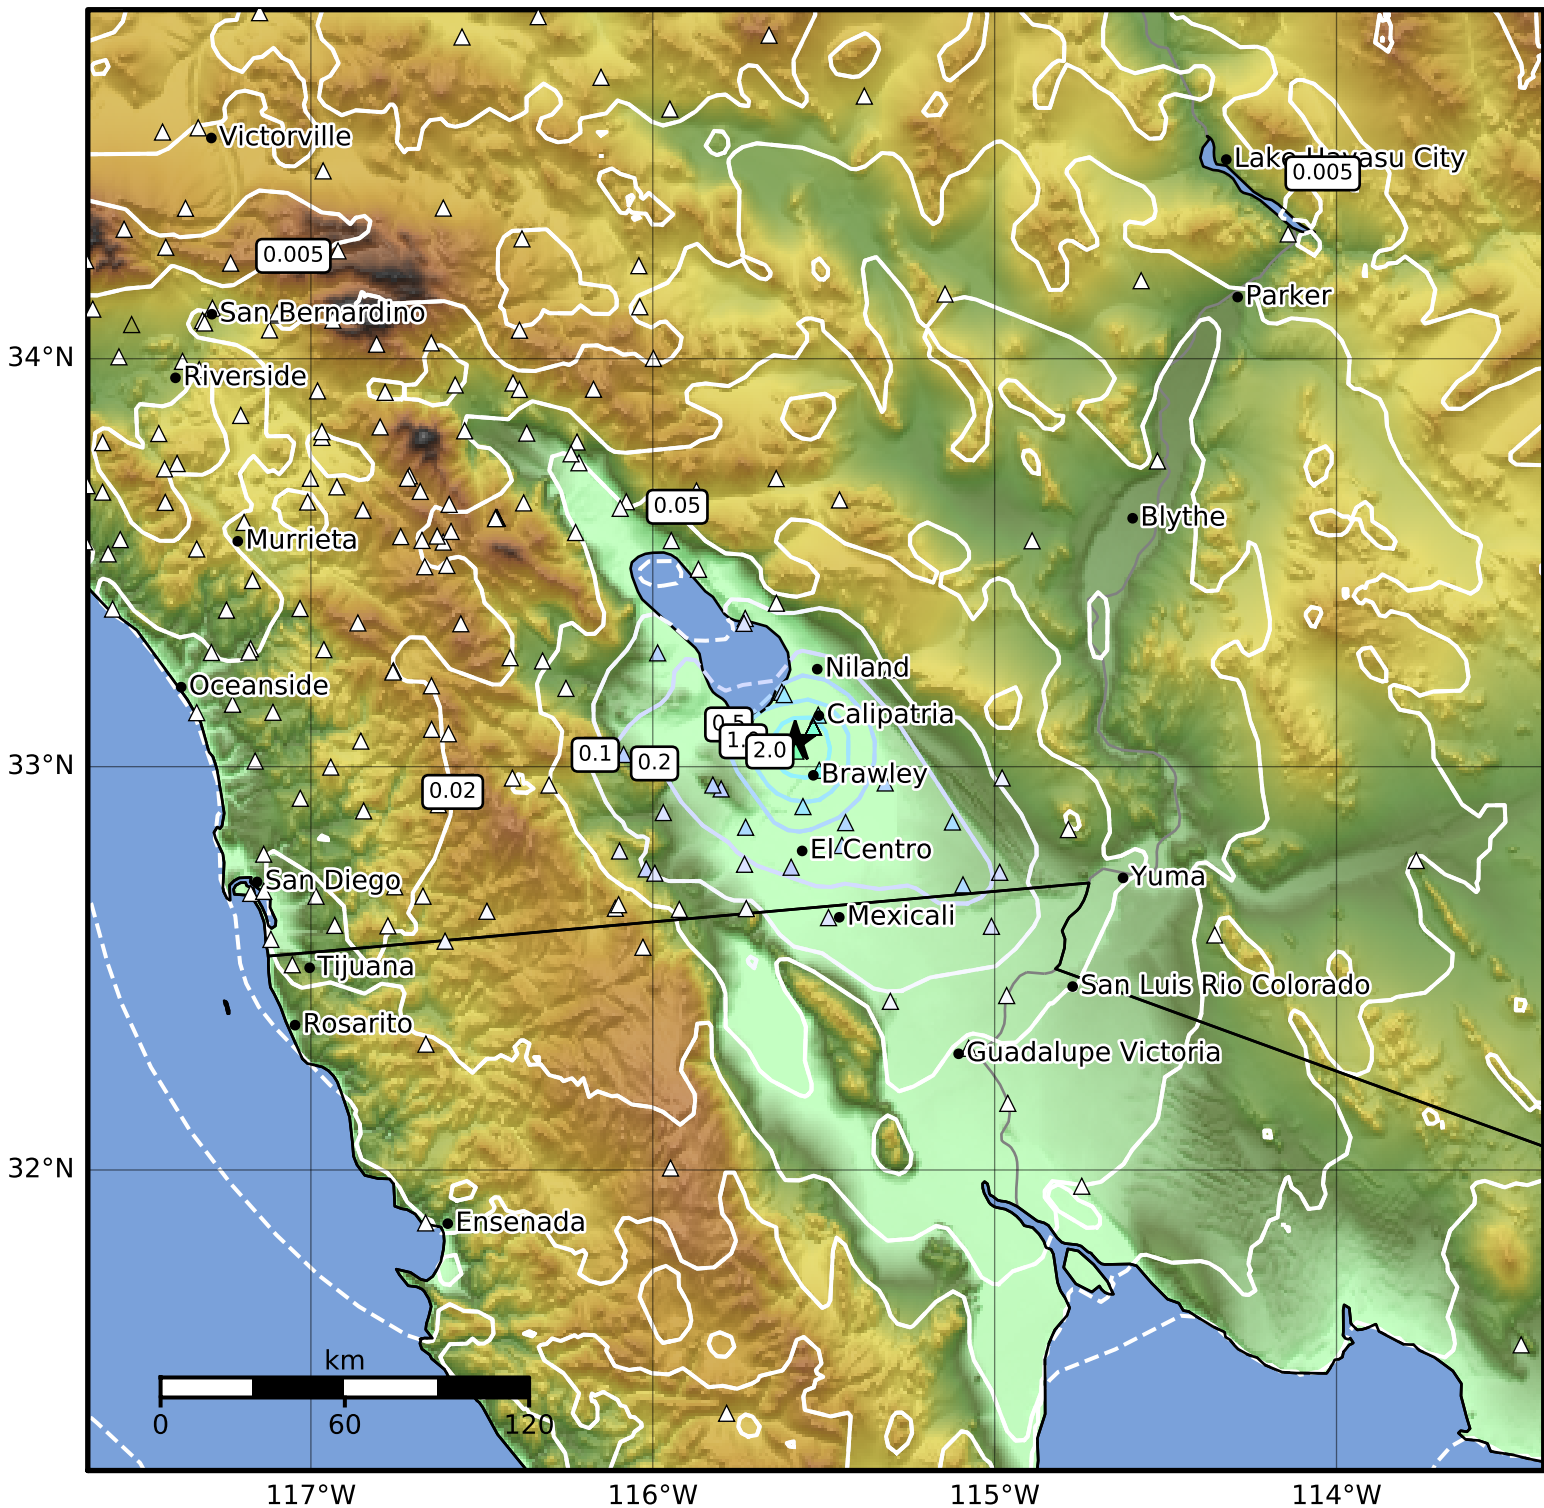 Victorville
Lake Havasu City
0.005
0.005
Parker
San Bernardino
34°N
Riverside
0.05
Blythe
Murrieta
Niland
Oceanside
0.5
Calipatria
0.1
0.2
2.0
33°N
Brawley
0.02
El Centro
San Diego
Yuma
Mexicali
Tijuana
San Luis Rio Colorado
Rosarito
Guadalupe Victoria
32°N
Ensenada
km
0 60 120
117°W 116°W 115°W 114°W